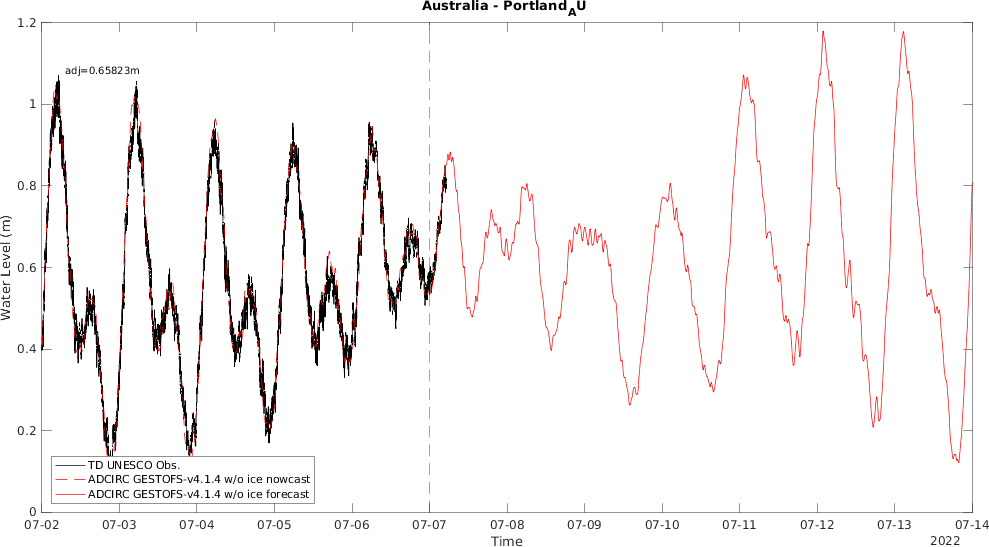 Australia - Portland_AU
adj=0.65823m
1.2
1
0.8
0.6
0.4
0.2
0
Water Level (m)
TD UNESCO Obs.
ADCIRC GESTOFS-v4.1.4 w/o ice nowcast
ADCIRC GESTOFS-v4.1.4 w/o ice forecast
07-02 07-03 07-04 07-05 07-06 07-07 07-08 07-09 07-10 07-11 07-12 07-13 07-14
Time
2022